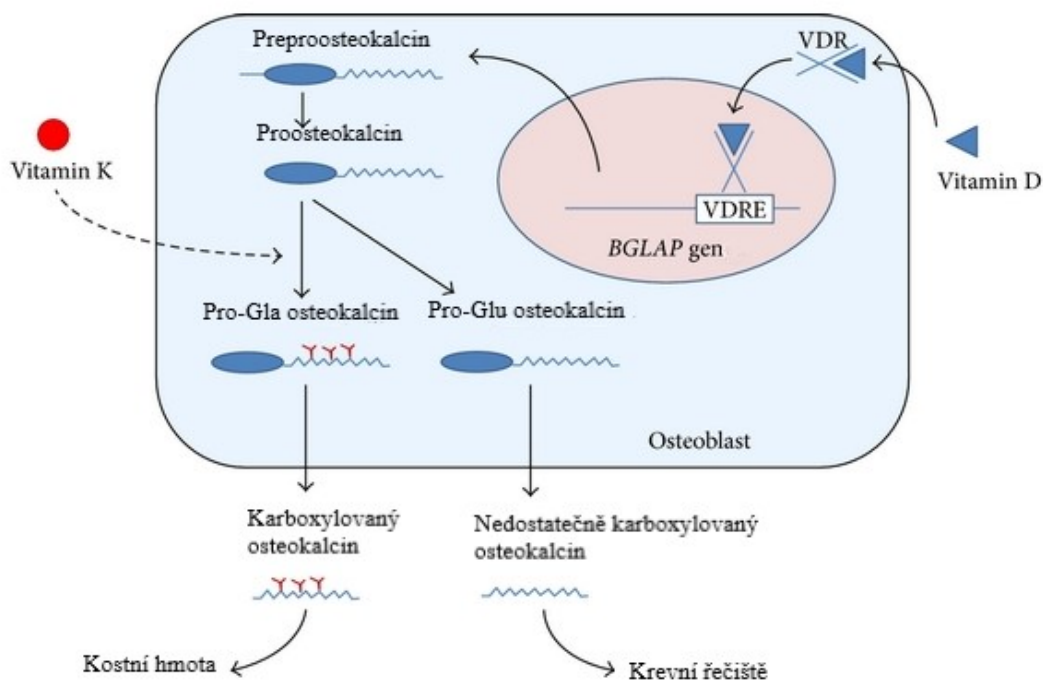 Preproosteokalcin
VDR
Proosteokalcin
Vitamin K
Vitamin D
VDRE
BGLAP gen
Pro-Gla osteokalcin
Pro-Glu osteokalcin
Osteoblast
Karboxylovaný
osteokalcin
Nedostatečně karboxylovaný
osteokalcin
Kostní hmota
Krevní řečiště